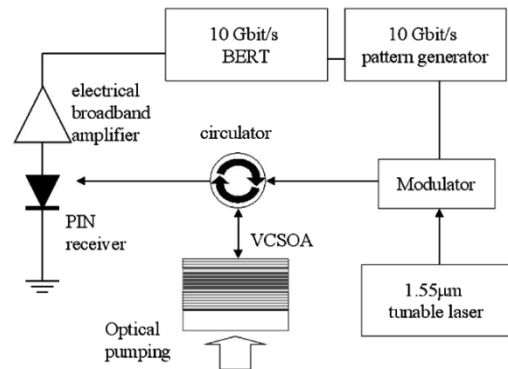 10 Gbit/s
BERT
10 Gbit/s
pattern generator
electrical
broadband
amplifier
circulator
Modulator
PIN
receiver
VCSOA
1.55μm
tunable laser
Optical
pumping